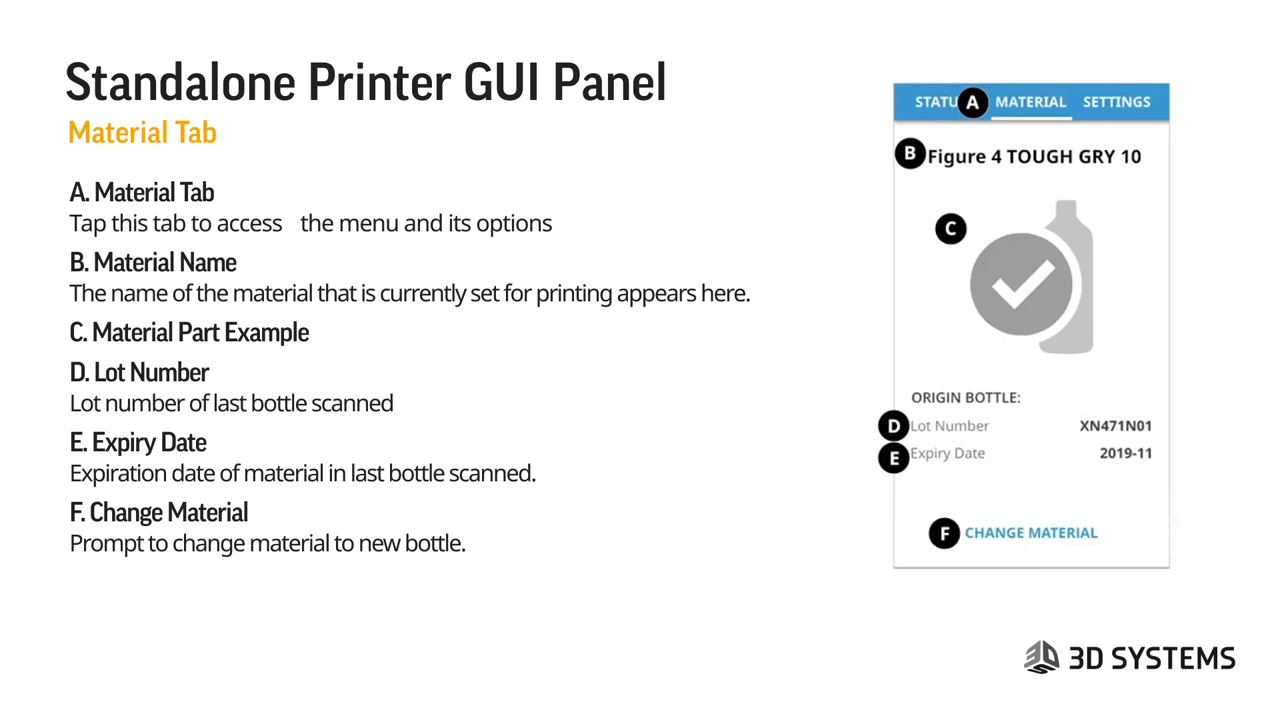 Standalone Printer GUI Panel
Material Tab
A. Material Tab
Tap this tab to access the menu and its options
B. Material Name
The name of the material that is currently set for printing appears here.
C. Material Part Example
D. Lot Number
Lot number of last bottle scanned
E. Expiry Date
Expiration date of material in last bottle scanned.
F. Change Material
Prompt to change material to new bottle.
STATU A MATERIAL SETTINGS
B Figure 4 TOUGH GRY 10
C
ORIGIN BOTTLE:
D Lot Number XN471N01
E Expiry Date 2019-11
F CHANGE MATERIAL
3D SYSTEMS